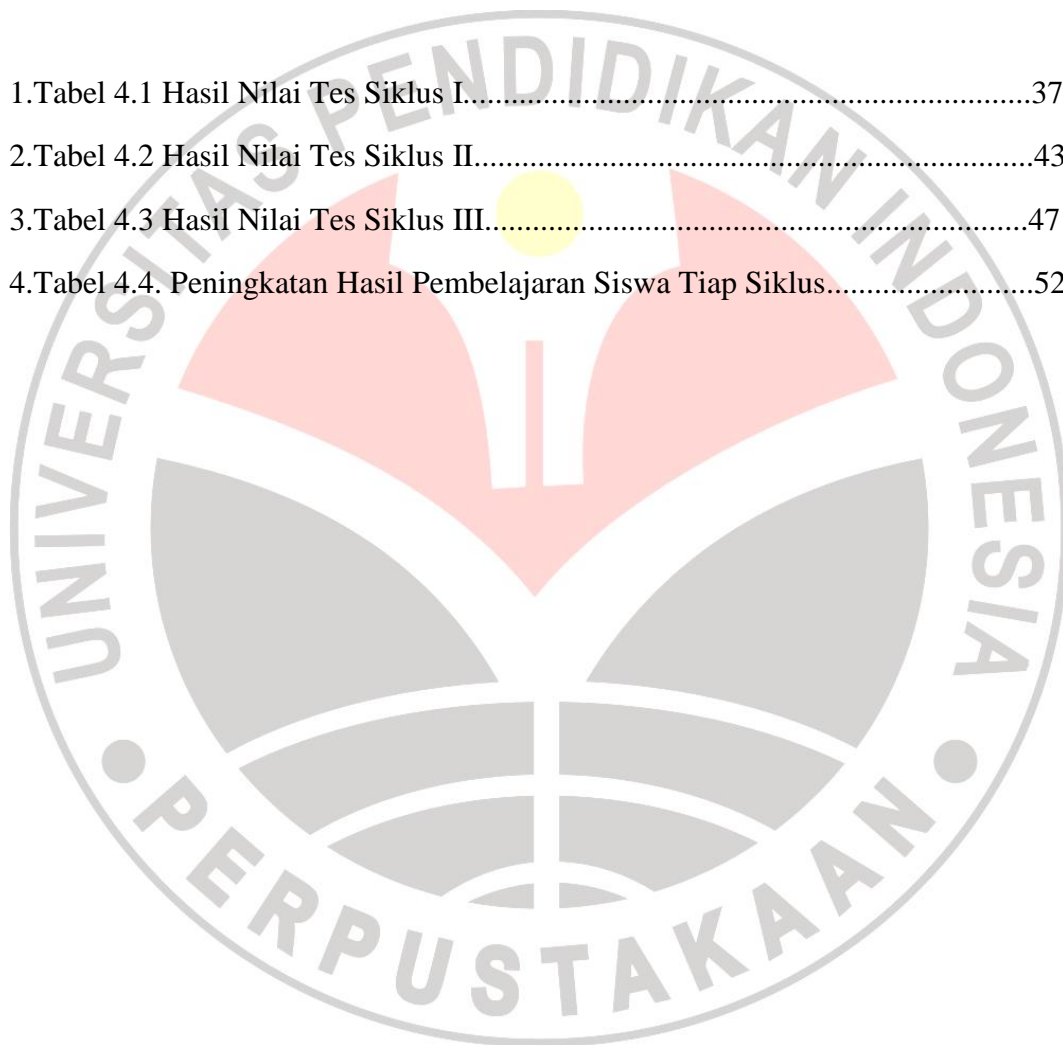 1.Tabel 4.1 Hasil Nilai Tes Siklus I......................................................................37
2.Tabel 4.2 Hasil Nilai Tes Siklus II.....................................................................43
3.Tabel 4.3 Hasil Nilai Tes Siklus III...................................................................47
4.Tabel 4.4. Peningkatan Hasil Pembelajaran Siswa Tiap Siklus.........................52
UNIVERSITAS PENDIDIKAN INDONESIA
• PERPUSTAKAAN •